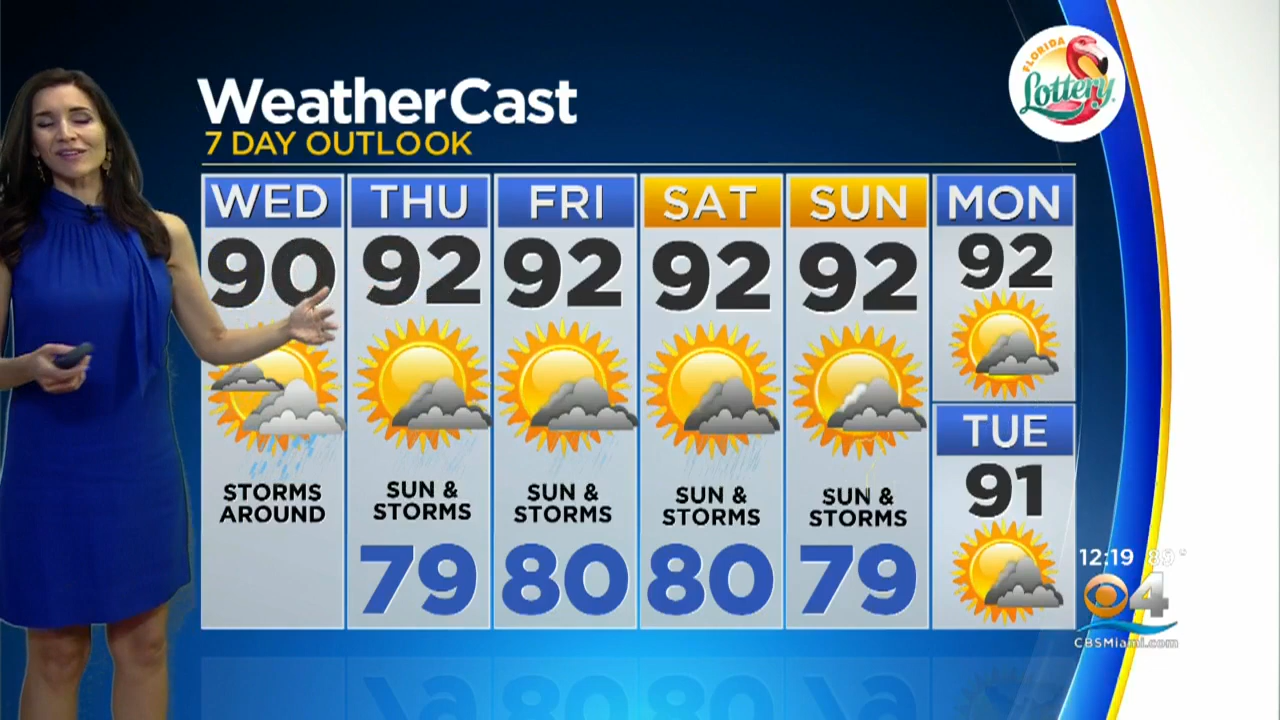 FLORIDA
Lottery
WeatherCast
7 DAY OUTLOOK
WED
90
STORMS
AROUND
THU
92
SUN &
STORMS
79
FRI
92
SUN &
STORMS
80
SAT
92
SUN &
STORMS
80
SUN
92
SUN &
STORMS
79
MON
92
TUE
91
12:19 89°
4
CBSMiami.com